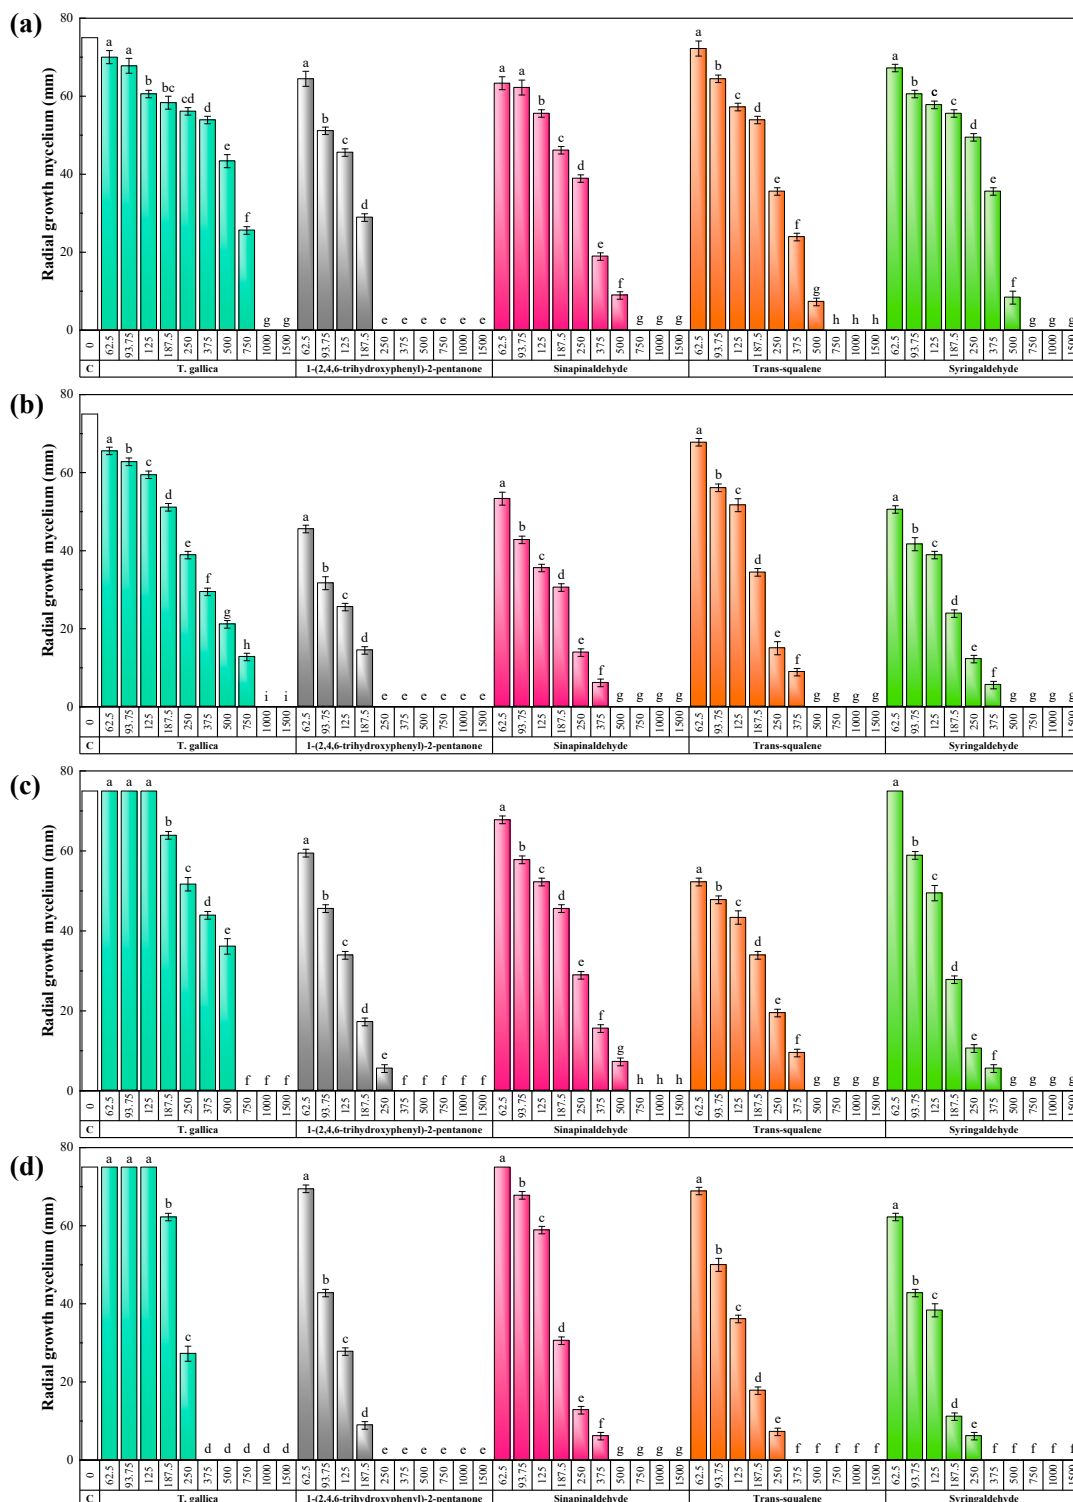 (a)
80
60
40
20
0
Radial growth mycelium (mm)
a a b bc cd d e f g g a b c d e e e e e e a a b c d e f g g g a b c d e f g h h h a b c c d e f g g g
0 62.5 93.75 125 187.5 250 375 500 750 1000 1500 62.5 93.75 125 187.5 250 375 500 750 1000 1500 62.5 93.75 125 187.5 250 375 500 750 1000 1500 62.5 93.75 125 187.5 250 375 500 750 1000 1500 62.5 93.75 125 187.5 250 375 500 750 1000 1500
C T. gallica 1-(2,4,6-trihydroxyphenyl)-2-pentanone Sinapinaldehyde Trans-squalene Syringaldehyde
(b)
80
60
40
20
0
Radial growth mycelium (mm)
a b c d e f g h i i a b c d e e e e e e a b c d e f g g g g a b c d e f g g g g a b c d e f g g g g
0 62.5 93.75 125 187.5 250 375 500 750 1000 1500 62.5 93.75 125 187.5 250 375 500 750 1000 1500 62.5 93.75 125 187.5 250 375 500 750 1000 1500 62.5 93.75 125 187.5 250 375 500 750 1000 1500 62.5 93.75 125 187.5 250 375 500 750 1000 1500
C T. gallica 1-(2,4,6-trihydroxyphenyl)-2-pentanone Sinapinaldehyde Trans-squalene Syringaldehyde
(c)
80
60
40
20
0
Radial growth mycelium (mm)
a a a b c d e f f f a b c d e f f f f f a b c d e f g h h h a b c d e f g g g g a b c d e f g g g g
0 62.5 93.75 125 187.5 250 375 500 750 1000 1500 62.5 93.75 125 187.5 250 375 500 750 1000 1500 62.5 93.75 125 187.5 250 375 500 750 1000 1500 62.5 93.75 125 187.5 250 375 500 750 1000 1500 62.5 93.75 125 187.5 250 375 500 750 1000 1500
C T. gallica 1-(2,4,6-trihydroxyphenyl)-2-pentanone Sinapinaldehyde Trans-squalene Syringaldehyde
(d)
80
60
40
20
0
Radial growth mycelium (mm)
a a a b c d d d d d a b c d e e e e e e a b c d e f g g g g a b c d e f f f f f a b c d e f f f f f
0 62.5 93.75 125 187.5 250 375 500 750 1000 1500 62.5 93.75 125 187.5 250 375 500 750 1000 1500 62.5 93.75 125 187.5 250 375 500 750 1000 1500 62.5 93.75 125 187.5 250 375 500 750 1000 1500 62.5 93.75 125 187.5 250 375 500 750 1000 1500
C T. gallica 1-(2,4,6-trihydroxyphenyl)-2-pentanone Sinapinaldehyde Trans-squalene Syringaldehyde